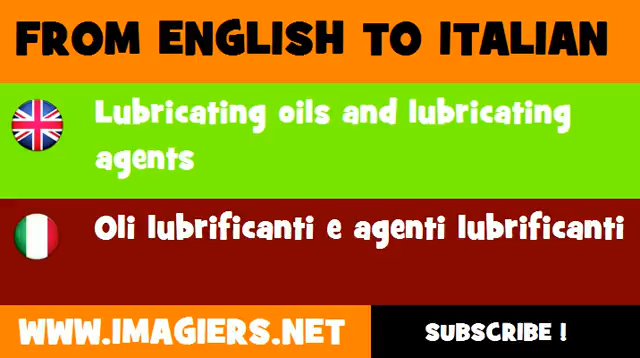 FROM ENGLISH TO ITALIAN
Lubricating oils and lubricating
agents
Oli lubrificanti e agenti lubrificanti
WWW.IMAGIERS.NET
SUBSCRIBE !